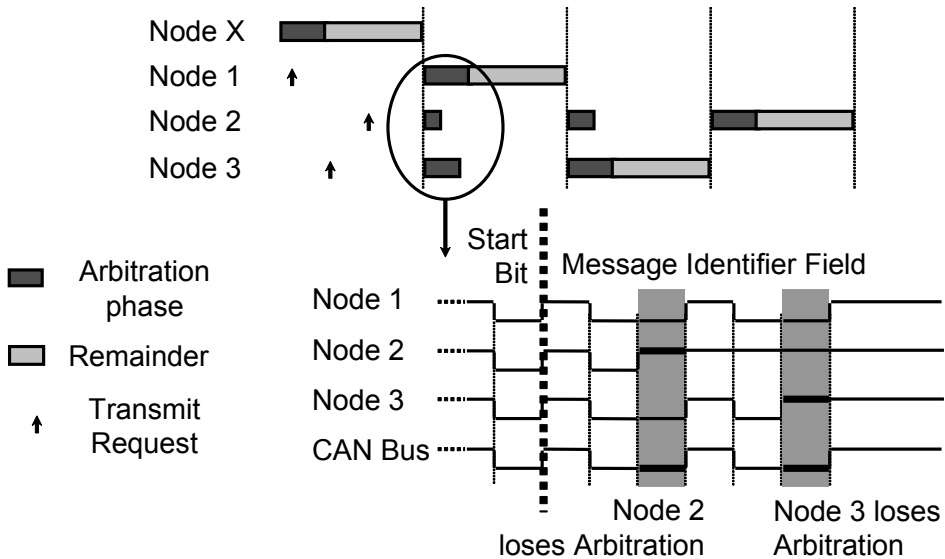 Node X
Node 1
Node 2
Node 3
Start
Bit
Message Identifier Field
Arbitration
phase
Remainder
Transmit
Request
Node 1
Node 2
Node 3
CAN Bus
Node 2
loses Arbitration
Node 3 loses
Arbitration